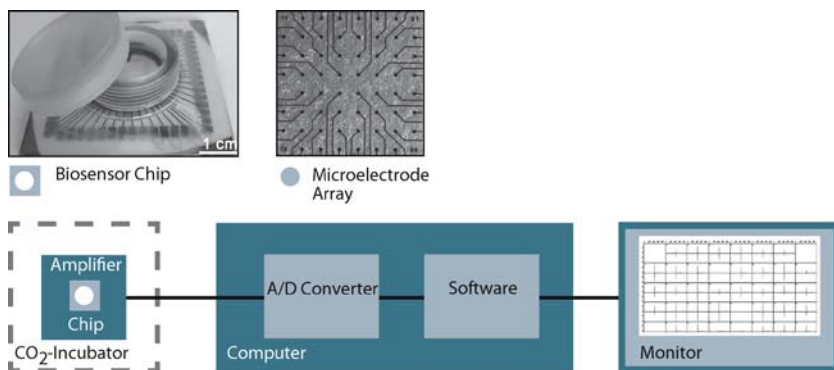 1 cm
Biosensor Chip
Microelectrode
Array
Amplifier
Chip
CO₂-Incubator
A/D Converter
Software
Computer
Monitor